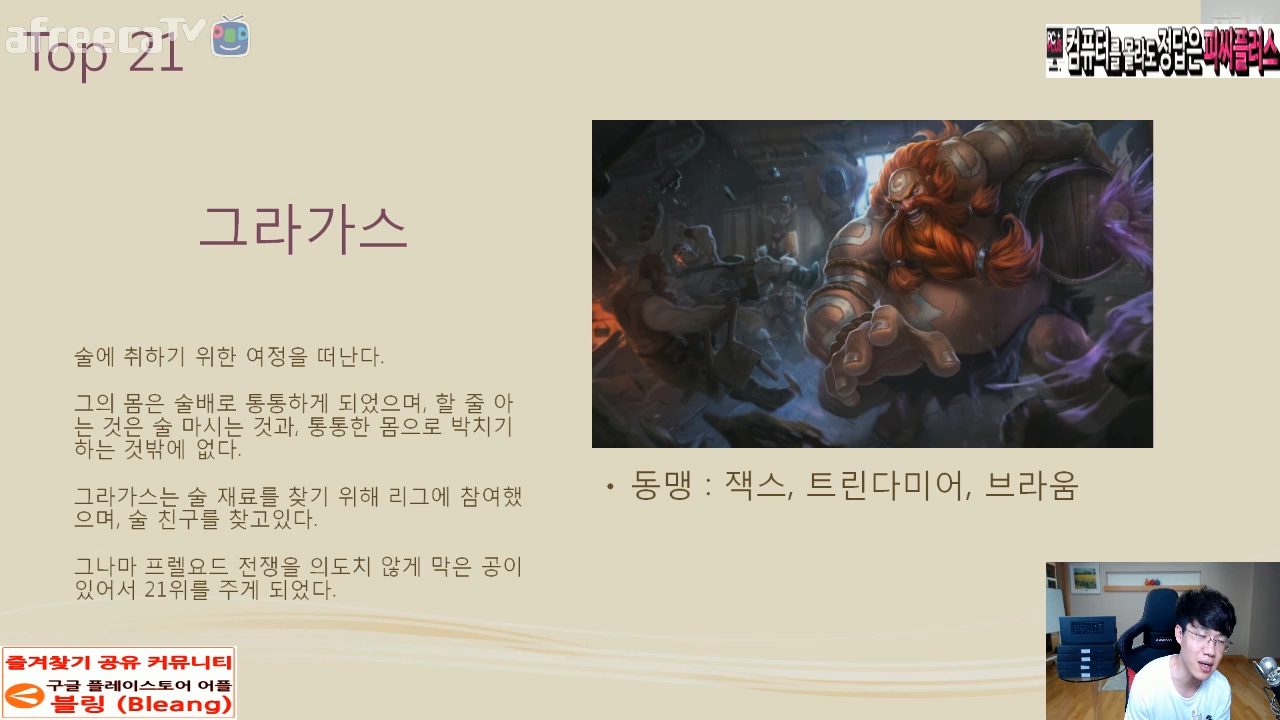 afreecaTV
Top 21
컴퓨터를 몰라도 정답은 피씨플러스
그라가스
술에 취하기 위한 여정을 떠난다.
그의 몸은 술배로 통통하게 되었으며, 할 줄 아
는 것은 술 마시는 것과, 통통한 몸으로 박치기
하는 것밖에 없다.
그라가스는 술 재료를 찾기 위해 리그에 참여했
으며, 술 친구를 찾고있다.
그나마 프렐요드 전쟁을 의도치 않게 막은 공이
있어서 21위를 주게 되었다.
• 동맹 : 잭스, 트린다미어, 브라움
즐겨찾기 공유 커뮤니티
구글 플레이스토어 어플
블링 (Bleang)